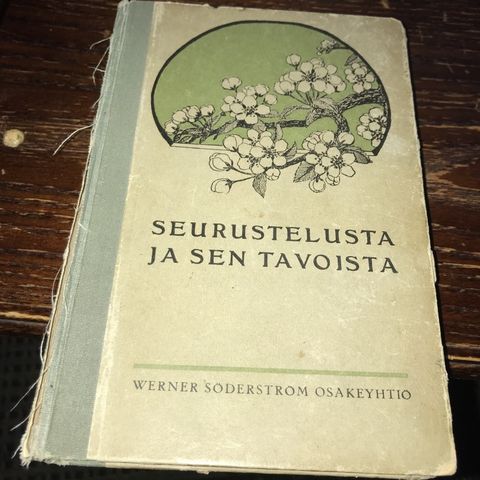 SEURUSTELUSTA
JA SEN TAVOISTA
WERNER SÖDERSTRÖM OSAKEYHTIÖ